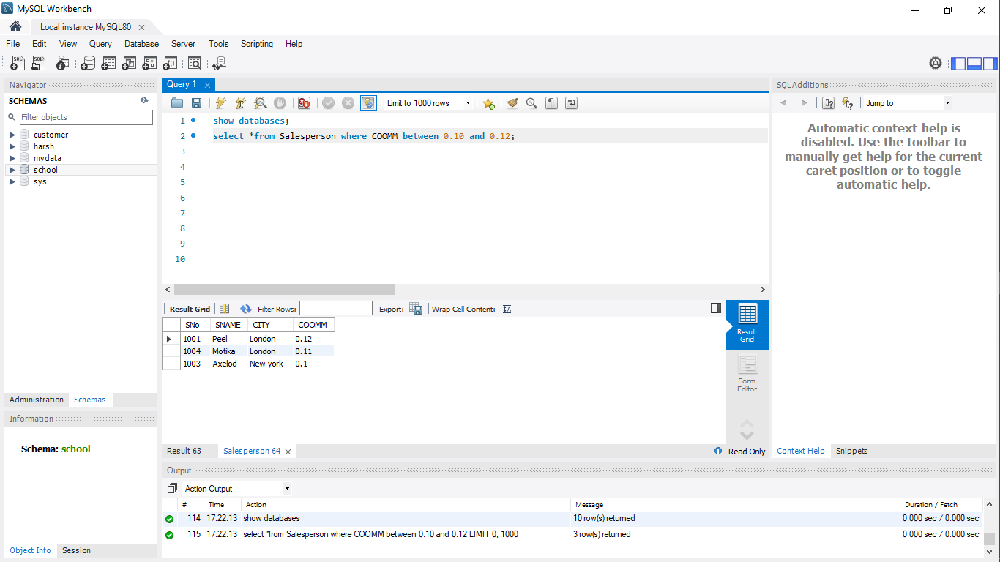 MySQL Workbench
Local instance MySQL80
File Edit View Query Database Server Tools Scripting Help
Navigator
SCHEMAS
Filter objects
customer
harsh
mydata
school
sys
Administration Schemas
Information
Schema: school
Object Info Session
Query 1
Limit to 1000 rows
1 show databases;
2 select *from Salesperson where COOMM between 0.10 and 0.12;
3
4
5
6
7
8
9
10
Result Grid Filter Rows: Export: Wrap Cell Content:
SNo SNAME CITY COOMM
1001 Peel London 0.12
1004 Motika London 0.11
1003 Axelod New york 0.1
Result
Grid
Form
Editor
Result 63 Salesperson 64 Read Only
SQLAdditions
Jump to
Automatic context help is
disabled. Use the toolbar to
manually get help for the current
caret position or to toggle
automatic help.
Context Help Snippets
Output
Action Output
# Time Action Message Duration / Fetch
114 17:22:13 show databases 10 row(s) returned 0.000 sec / 0.000 sec
115 17:22:13 select *from Salesperson where COOMM between 0.10 and 0.12 LIMIT 0, 1000 3 row(s) returned 0.000 sec / 0.000 sec